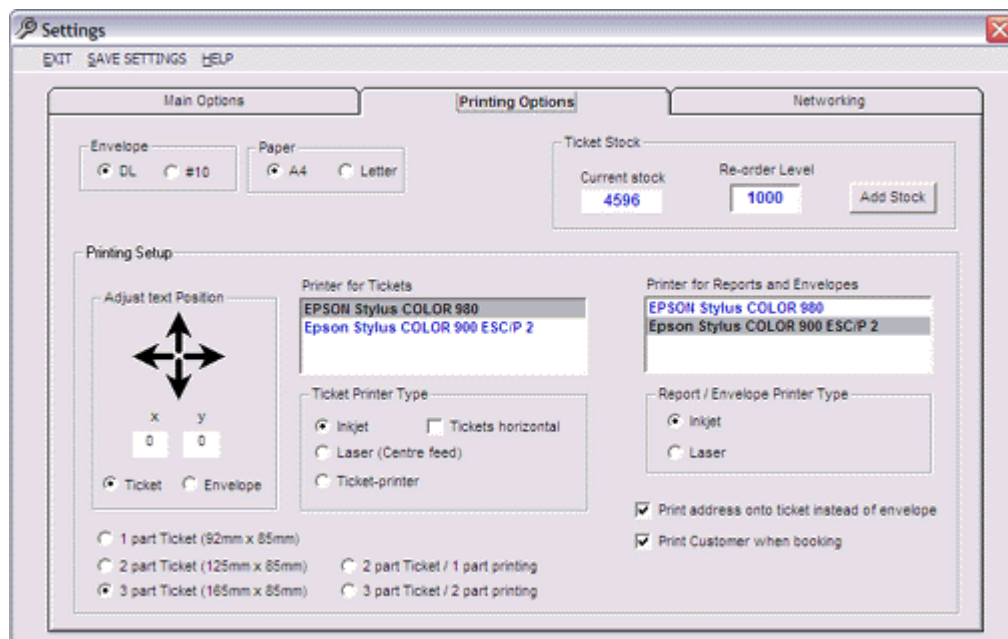 Settings
EXIT SAVE SETTINGS HELP
Main Options Printing Options Networking
Envelope
DL #10
Paper
A4 Letter
Ticket Stock
Current stock Re-order Level
4596 1000 Add Stock
Printing Setup
Adjust text Position
x y
0 0
Ticket Envelope
Printer for Tickets
EPSON Stylus COLOR 980
Epson Stylus COLOR 900 ESC/P 2
Ticket Printer Type
Inkjet Tickets horizontal
Laser (Centre feed)
Ticket-printer
Printer for Reports and Envelopes
EPSON Stylus COLOR 980
Epson Stylus COLOR 900 ESC/P 2
Report / Envelope Printer Type
Inkjet
Laser
Print address onto ticket instead of envelope
Print Customer when booking
1 part Ticket (92mm x 85mm)
2 part Ticket (125mm x 85mm) 2 part Ticket / 1 part printing
3 part Ticket (165mm x 85mm) 3 part Ticket / 2 part printing